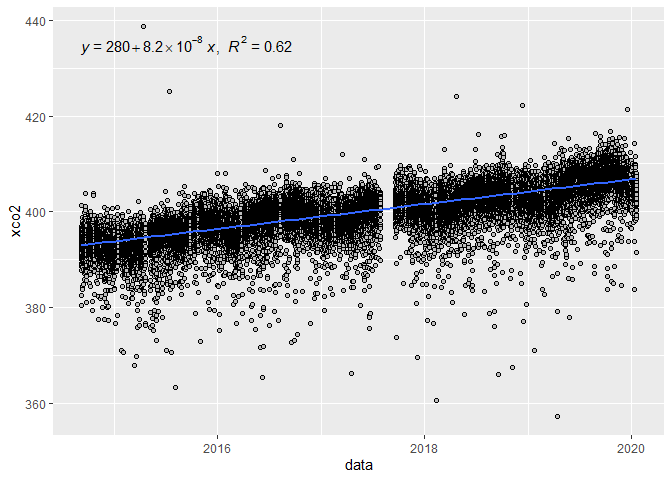 y = 280 + 8.2 × 10⁻⁸ x, R² = 0.62
440
420
400
380
360
xco2
2016
2018
2020
data